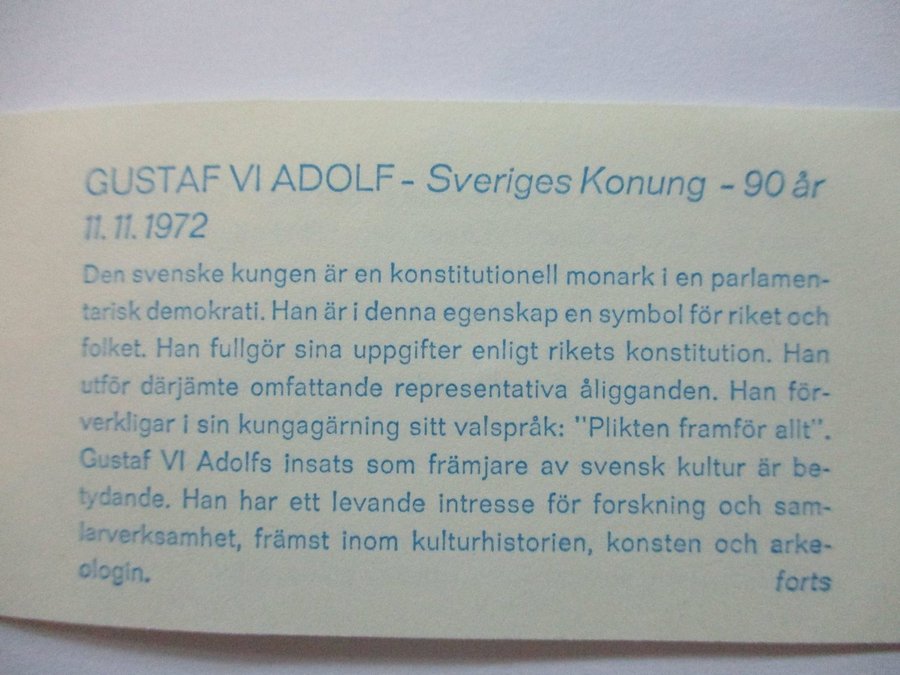 GUSTAF VI ADOLF - Sveriges Konung - 90 år
11. 11. 1972
Den svenske kungen är en konstitutionell monark i en parlamen-
tarisk demokrati. Han är i denna egenskap en symbol för riket och
folket. Han fullgör sina uppgifter enligt rikets konstitution. Han
utför därjämte omfattande representativa åligganden. Han för-
verkligar i sin kungagärning sitt valspråk: "Plikten framför allt".
Gustaf VI Adolfs insats som främjare av svensk kultur är be-
tydande. Han har ett levande intresse för forskning och sam-
larverksamhet, främst inom kulturhistorien, konsten och arke-
ologin. forts